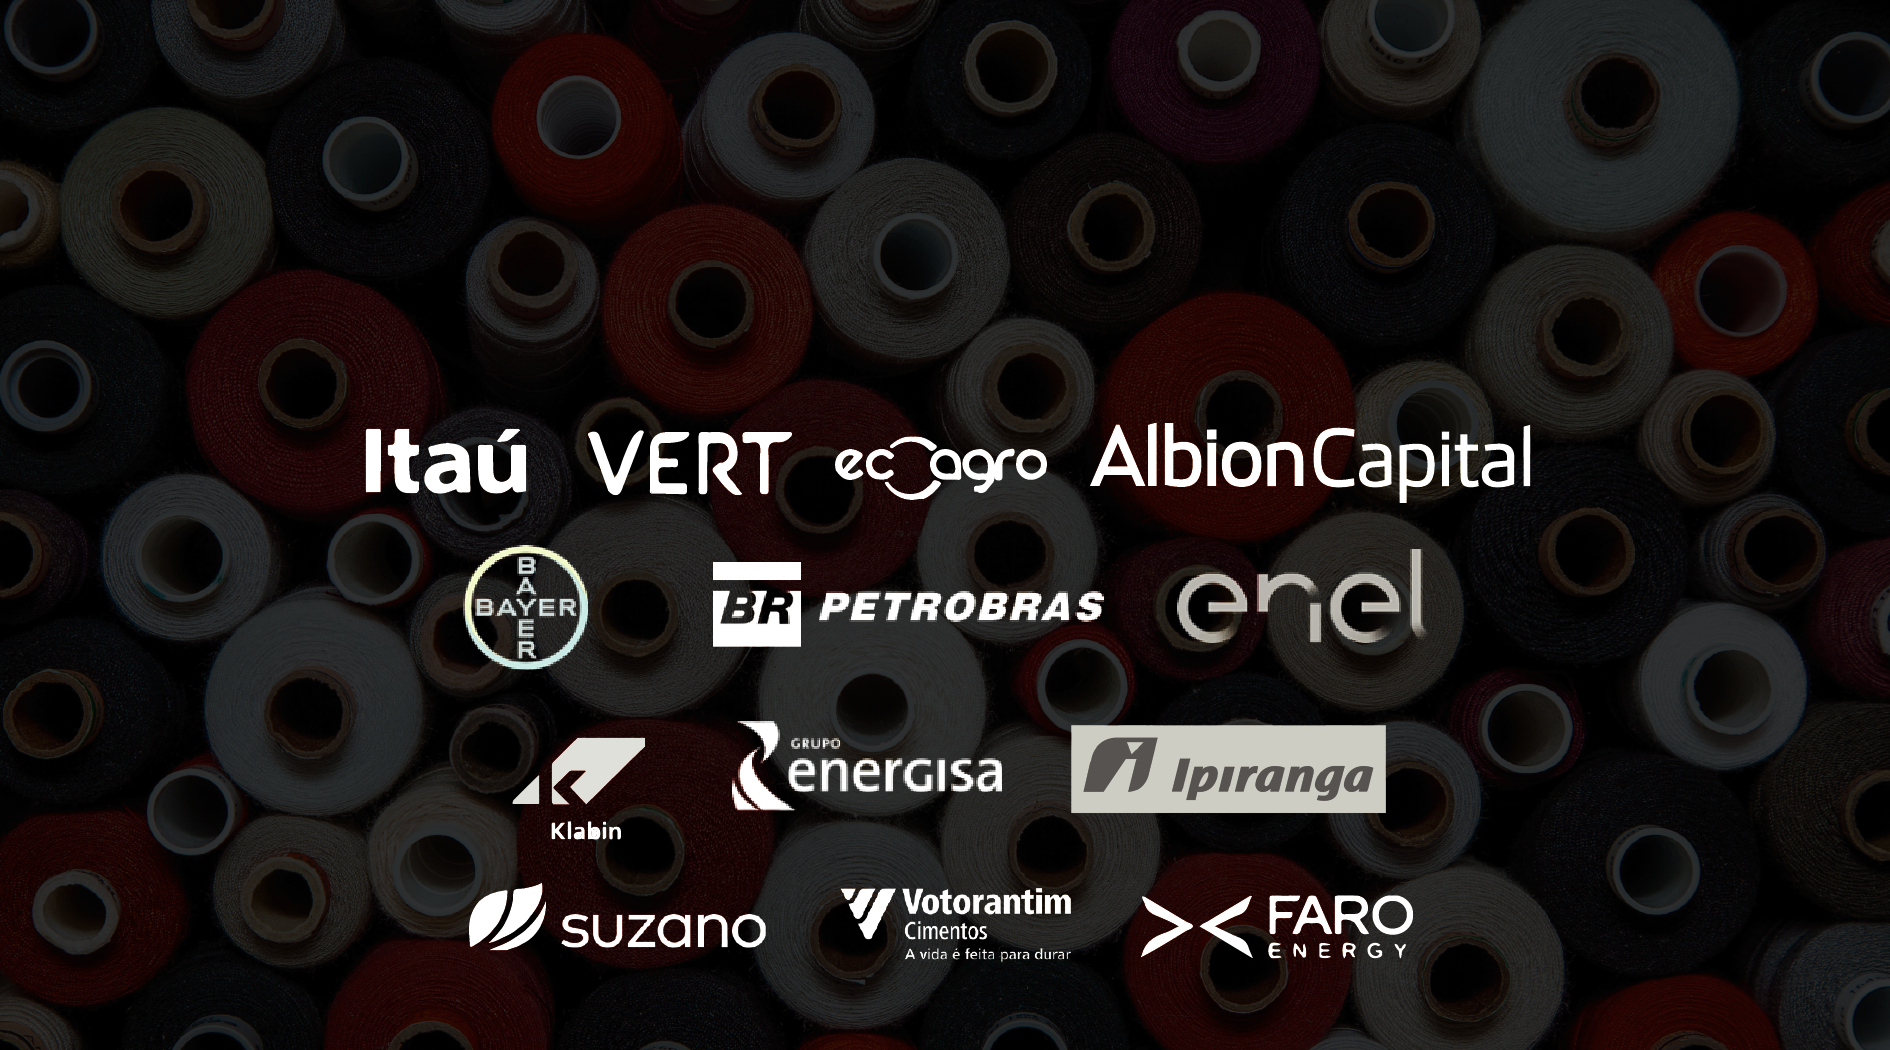 Itaú VERT ecoagro AlbionCapital
BAYER BAYER BR PETROBRAS enel
GRUPO
energisa
Ipiranga
Klabin
suzano
Votorantim
Cimentos
A vida é feita para durar
FARO
ENERGY